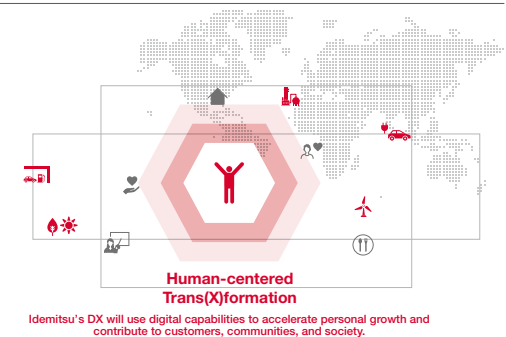 Human-centered
Trans(X)formation
Idemitsu's DX will use digital capabilities to accelerate personal growth and
contribute to customers, communities, and society.